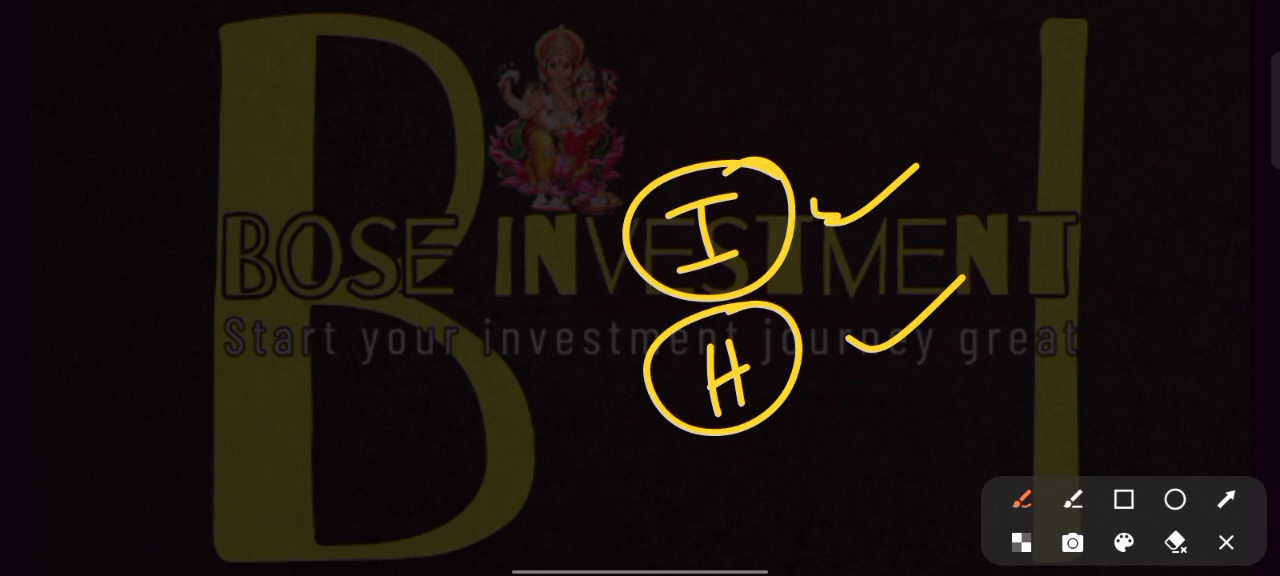 B I
BOSE INVESTMENT
Start your investment journey great
I
H